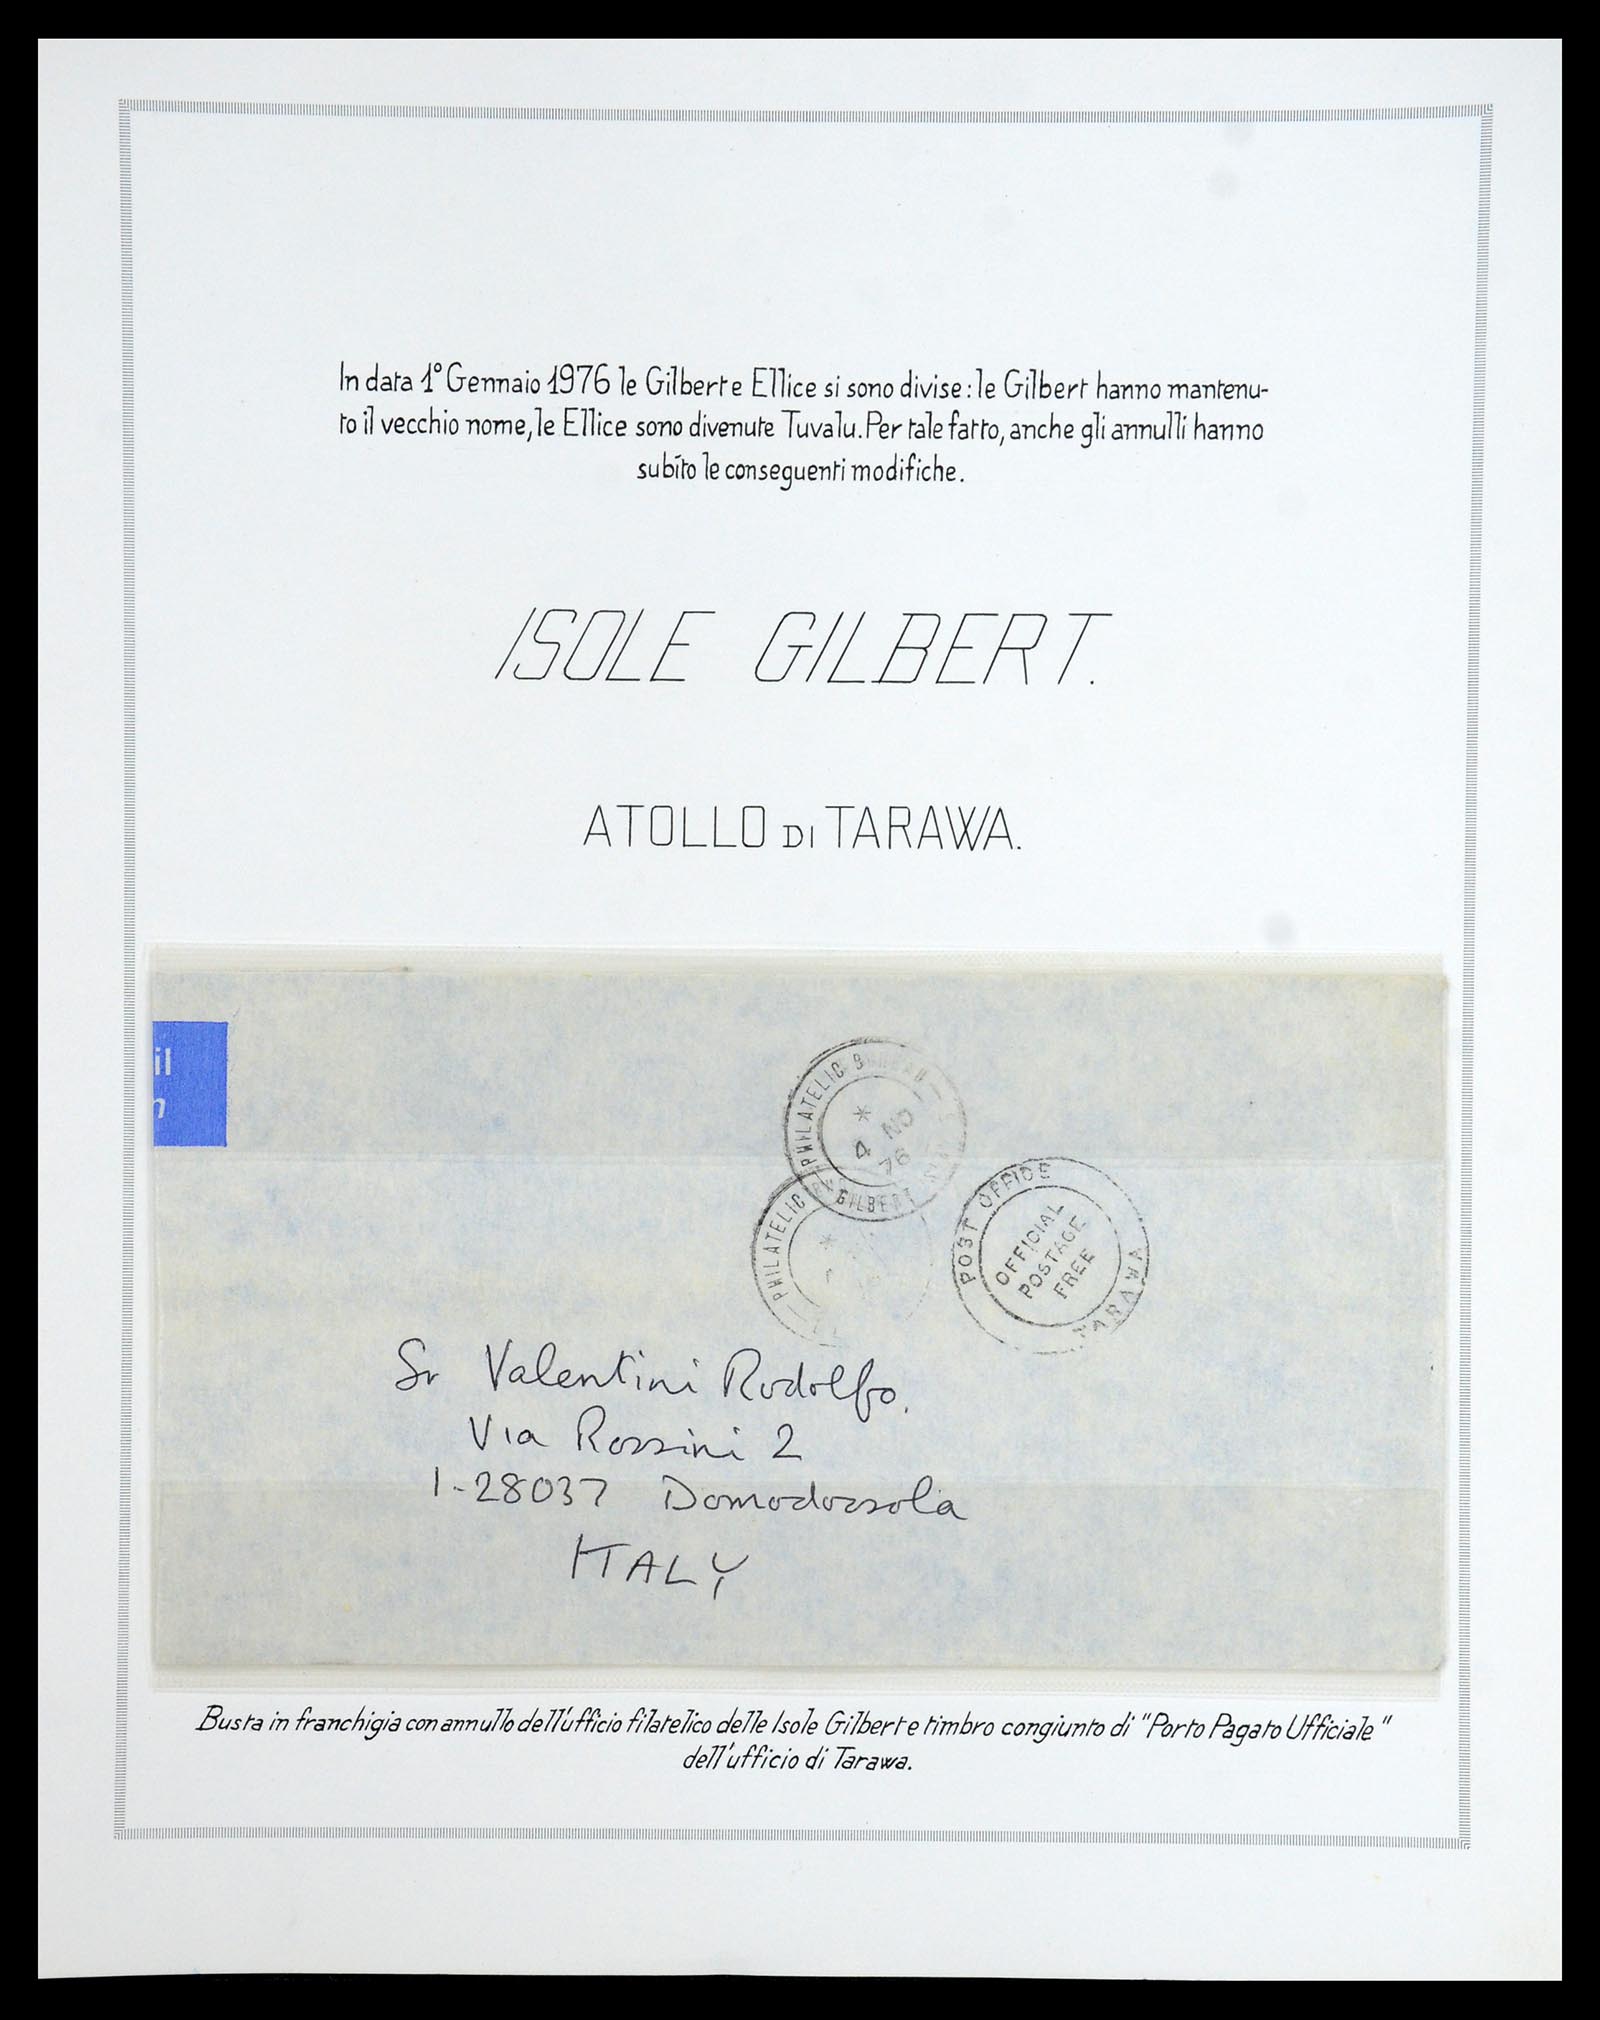 In data 1° Gennaio 1976 le Gilbert e Ellice si sono divise: le Gilbert hanno mantenu-
to il vecchio nome, le Ellice sono divenute Tuvalu. Per tale fatto, anche gli annulli hanno
subíto le conseguenti modifiche.
ISOLE GILBERT.
ATOLLO DI TARAWA.
il
n
PHILATELIC
* NO
4 76
GILBERT
PHILATELIC
*
POST OFFICE
OFFICIAL
POSTAGE
FREE
TARAWA
Sr Valentini Rodolfo.
Via Rossini 2
I-28037 Domodossola
ITALY
Busta in franchigia con annullo dell'ufficio filatelico delle Isole Gilbert e timbro congiunto di "Porto Pagato Ufficiale"
dell'ufficio di Tarawa.